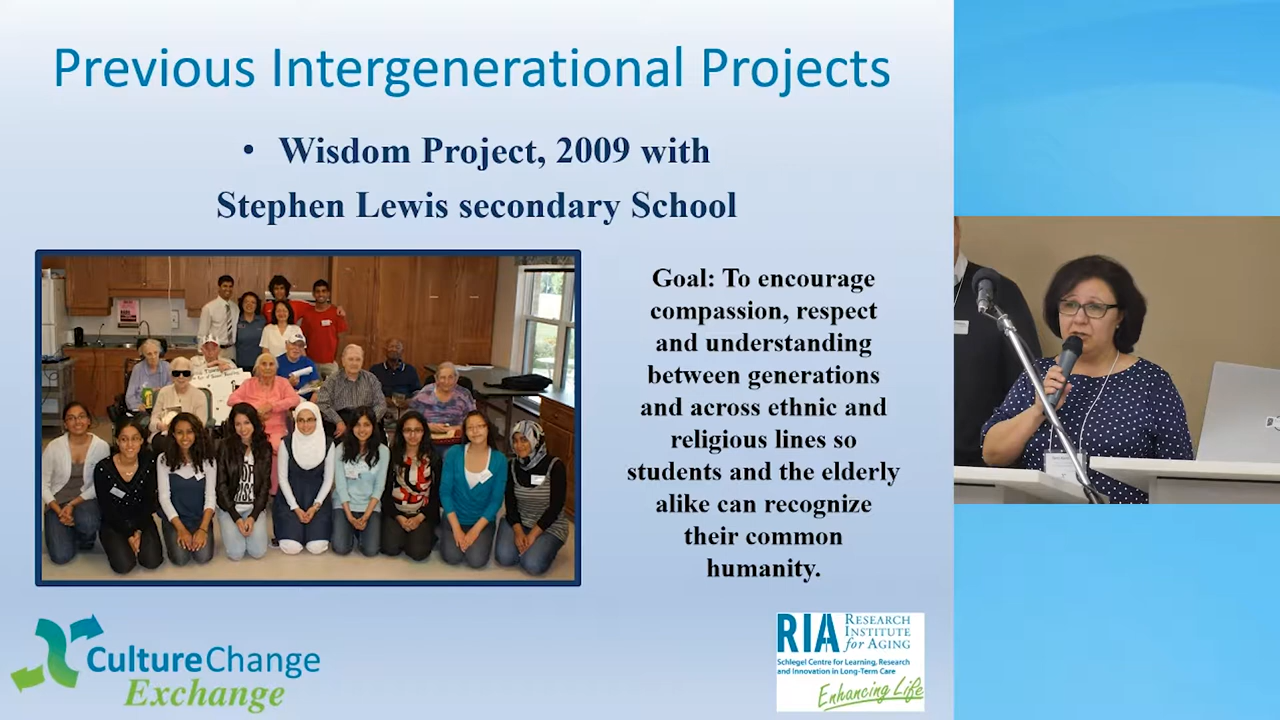 Previous Intergenerational Projects
• Wisdom Project, 2009 with
Stephen Lewis secondary School
Goal: To encourage
compassion, respect
and understanding
between generations
and across ethnic and
religious lines so
students and the elderly
alike can recognize
their common
humanity.
CultureChange
Exchange
RIA RESEARCH
INSTITUTE
for AGING
Schlegel Centre for Learning, Research
and Innovation in Long-Term Care
Enhancing Life